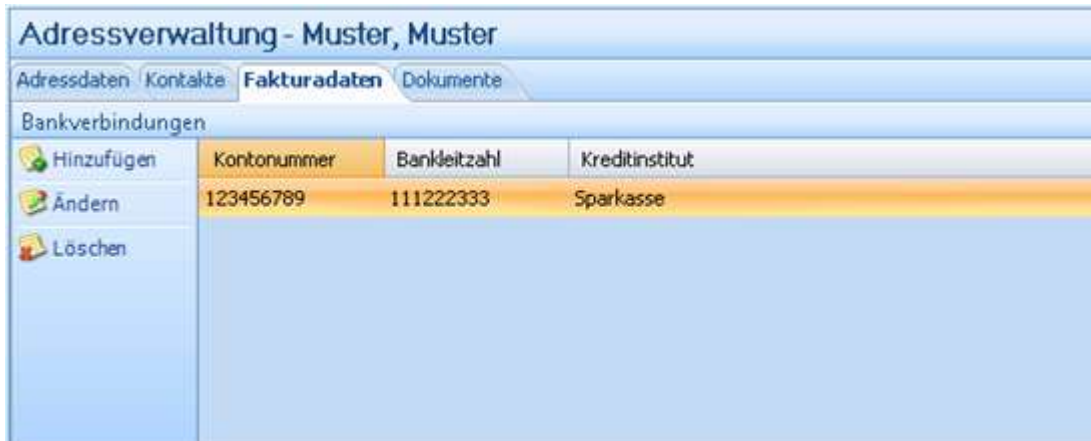 Adressverwaltung - Muster, Muster
Adressdaten Kontakte Fakturadaten Dokumente
Bankverbindungen
Hinzufügen Kontonummer Bankleitzahl Kreditinstitut
Ändern 123456789 111222333 Sparkasse
Löschen